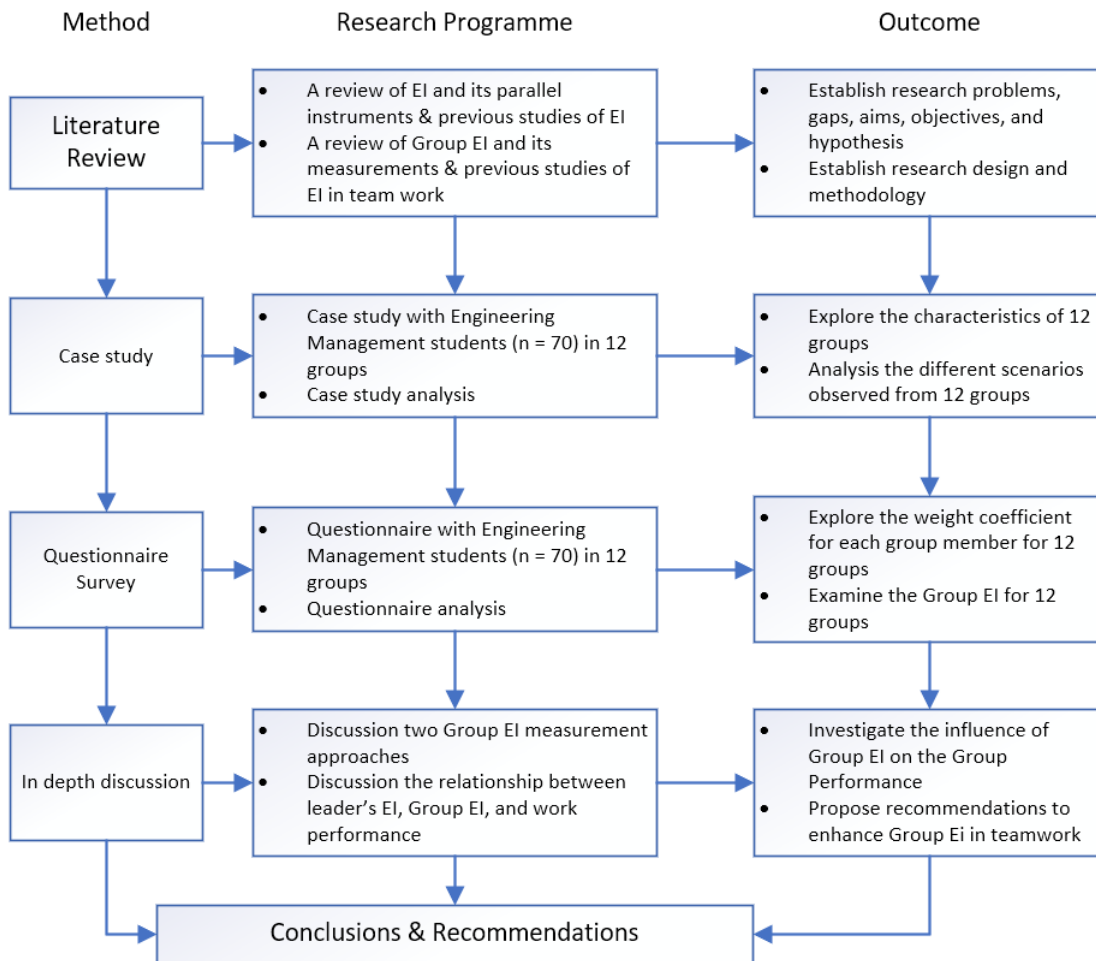 Method
Research Programme
Outcome
Literature
Review
• A review of EI and its parallel
instruments & previous studies of EI
• A review of Group EI and its
measurements & previous studies of
EI in team work
• Establish research problems,
gaps, aims, objectives, and
hypothesis
• Establish research design and
methodology
Case study
• Case study with Engineering
Management students (n = 70) in 12
groups
• Case study analysis
• Explore the characteristics of 12
groups
• Analysis the different scenarios
observed from 12 groups
Questionnaire
Survey
• Questionnaire with Engineering
Management students (n = 70) in 12
groups
• Questionnaire analysis
• Explore the weight coefficient
for each group member for 12
groups
• Examine the Group EI for 12
groups
In depth discussion
• Discussion two Group EI measurement
approaches
• Discussion the relationship between
leader’s EI, Group EI, and work
performance
• Investigate the influence of
Group EI on the Group
Performance
• Propose recommendations to
enhance Group Ei in teamwork
Conclusions & Recommendations